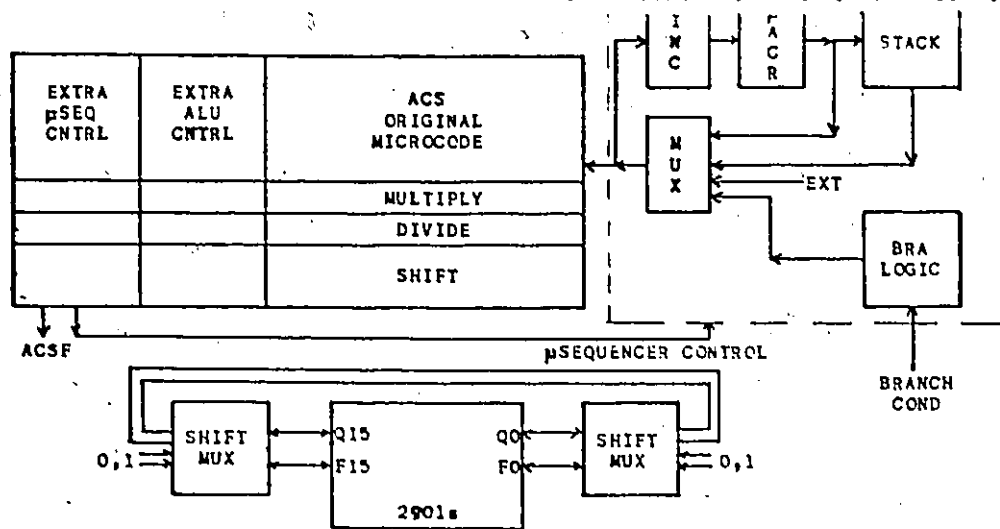 EXTRA
µSEQ
CNTRL
EXTRA
ALU
CNTRL
ACS
ORIGINAL
MICROCODE
MULTIPLY
DIVIDE
SHIFT
INC
ACR
STACK
MUX
EXT
BRA
LOGIC
ACSF
µSEQUENCER CONTROL
BRANCH
COND
SHIFT
MUX
0,1
Q15
F15
Q0
F0
2901s
SHIFT
MUX
0,1